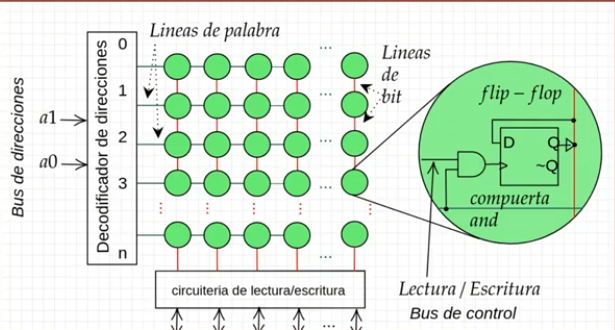 Lineas de palabra
Lineas
de
bit
Bus de direcciones
a1
a0
Decodificador de direcciones
0
1
2
3
n
...
...
...
...
flip – flop
D
Q
~Q
compuerta
and
circuiteria de lectura/escritura
...
Lectura / Escritura
Bus de control